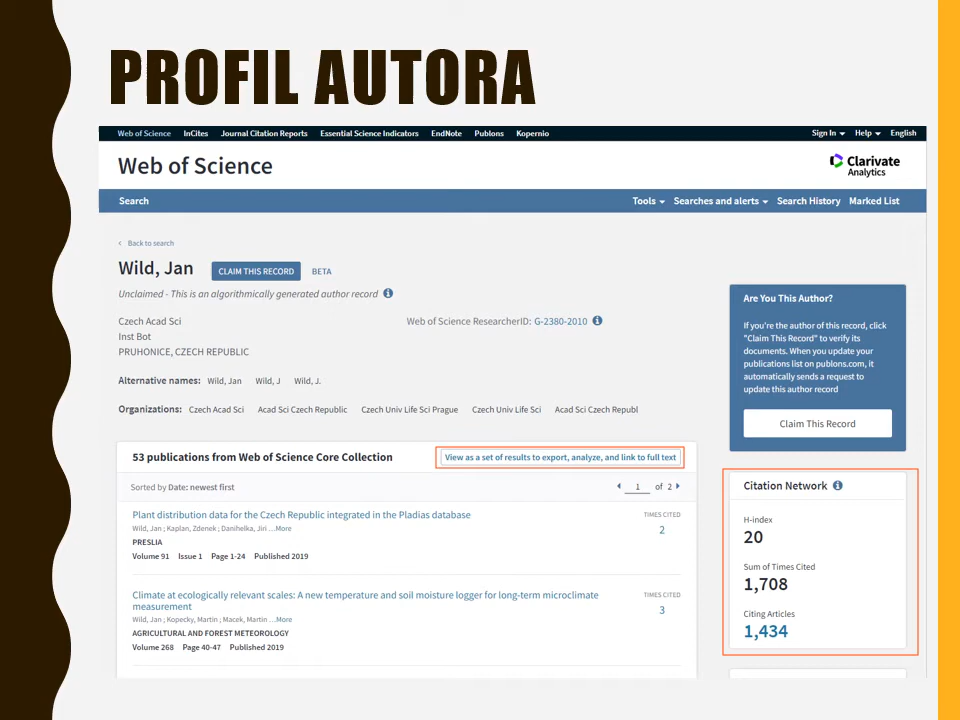 PROFIL AUTORA
Web of Science InCites Journal Citation Reports Essential Science Indicators EndNote Publons Kopernio Sign In Help English
Web of Science
Clarivate
Analytics
Search Tools Searches and alerts Search History Marked List
< Back to search
Wild, Jan CLAIM THIS RECORD BETA
Unclaimed - This is an algorithmically generated author record
Czech Acad Sci
Inst Bot
PRUHONICE, CZECH REPUBLIC
Web of Science ResearcherID: G-2380-2010
Alternative names: Wild, Jan Wild, J Wild, J.
Organizations: Czech Acad Sci Acad Sci Czech Republic Czech Univ Life Sci Prague Czech Univ Life Sci Acad Sci Czech Republ
53 publications from Web of Science Core Collection View as a set of results to export, analyze, and link to full text
Sorted by Date: newest first 1 of 2
Plant distribution data for the Czech Republic integrated in the Pladias database
Wild, Jan ; Kaplan, Zdenek ; Danihelka, Jiri ...More
PRESLIA
Volume 91 Issue 1 Page 1-24 Published 2019
TIMES CITED
2
Climate at ecologically relevant scales: A new temperature and soil moisture logger for long-term microclimate
measurement
Wild, Jan ; Kopecky, Martin ; Macek, Martin ...More
AGRICULTURAL AND FOREST METEOROLOGY
Volume 268 Page 40-47 Published 2019
TIMES CITED
3
Are You This Author?
If you're the author of this record, click
"Claim This Record" to verify its
documents. When you update your
publications list on publons.com, it
automatically sends a request to
update this author record
Claim This Record
Citation Network
H-index
20
Sum of Times Cited
1,708
Citing Articles
1,434